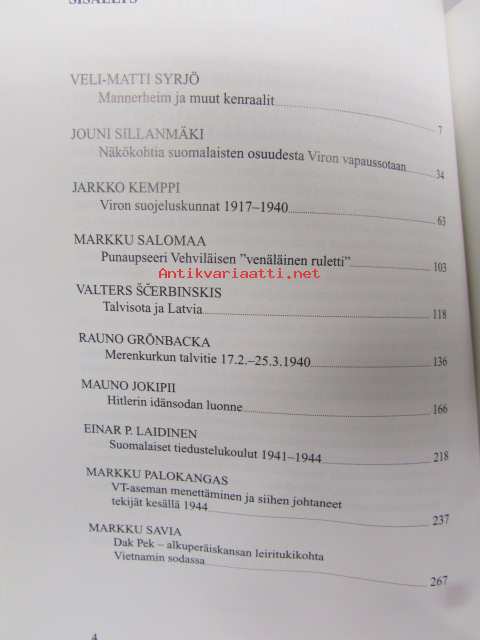 SISÄLLYS
VELI-MATTI SYRJÖ
Mannerheim ja muut kenraalit 7
JOUNI SILLANMÄKI
Näkökohtia suomalaisten osuudesta Viron vapaussotaan 34
JARKKO KEMPPI
Viron suojeluskunnat 1917–1940 63
MARKKU SALOMAA
Punaupseeri Vehviläisen ”venäläinen ruletti” 103
Antikvariaatti.net
VALTERS ŠČERBINSKIS
Talvisota ja Latvia 118
RAUNO GRÖNBACKA
Merenkurkun talvitie 17.2.–25.3.1940 136
MAUNO JOKIPII
Hitlerin idänsodan luonne 166
EINAR P. LAIDINEN
Suomalaiset tiedustelukoulut 1941–1944 218
MARKKU PALOKANGAS
VT-aseman menettäminen ja siihen johtaneet
tekijät kesällä 1944 237
MARKKU SAVIA
Dak Pek – alkuperäiskansan leiritukikohta
Vietnamin sodassa 267
4